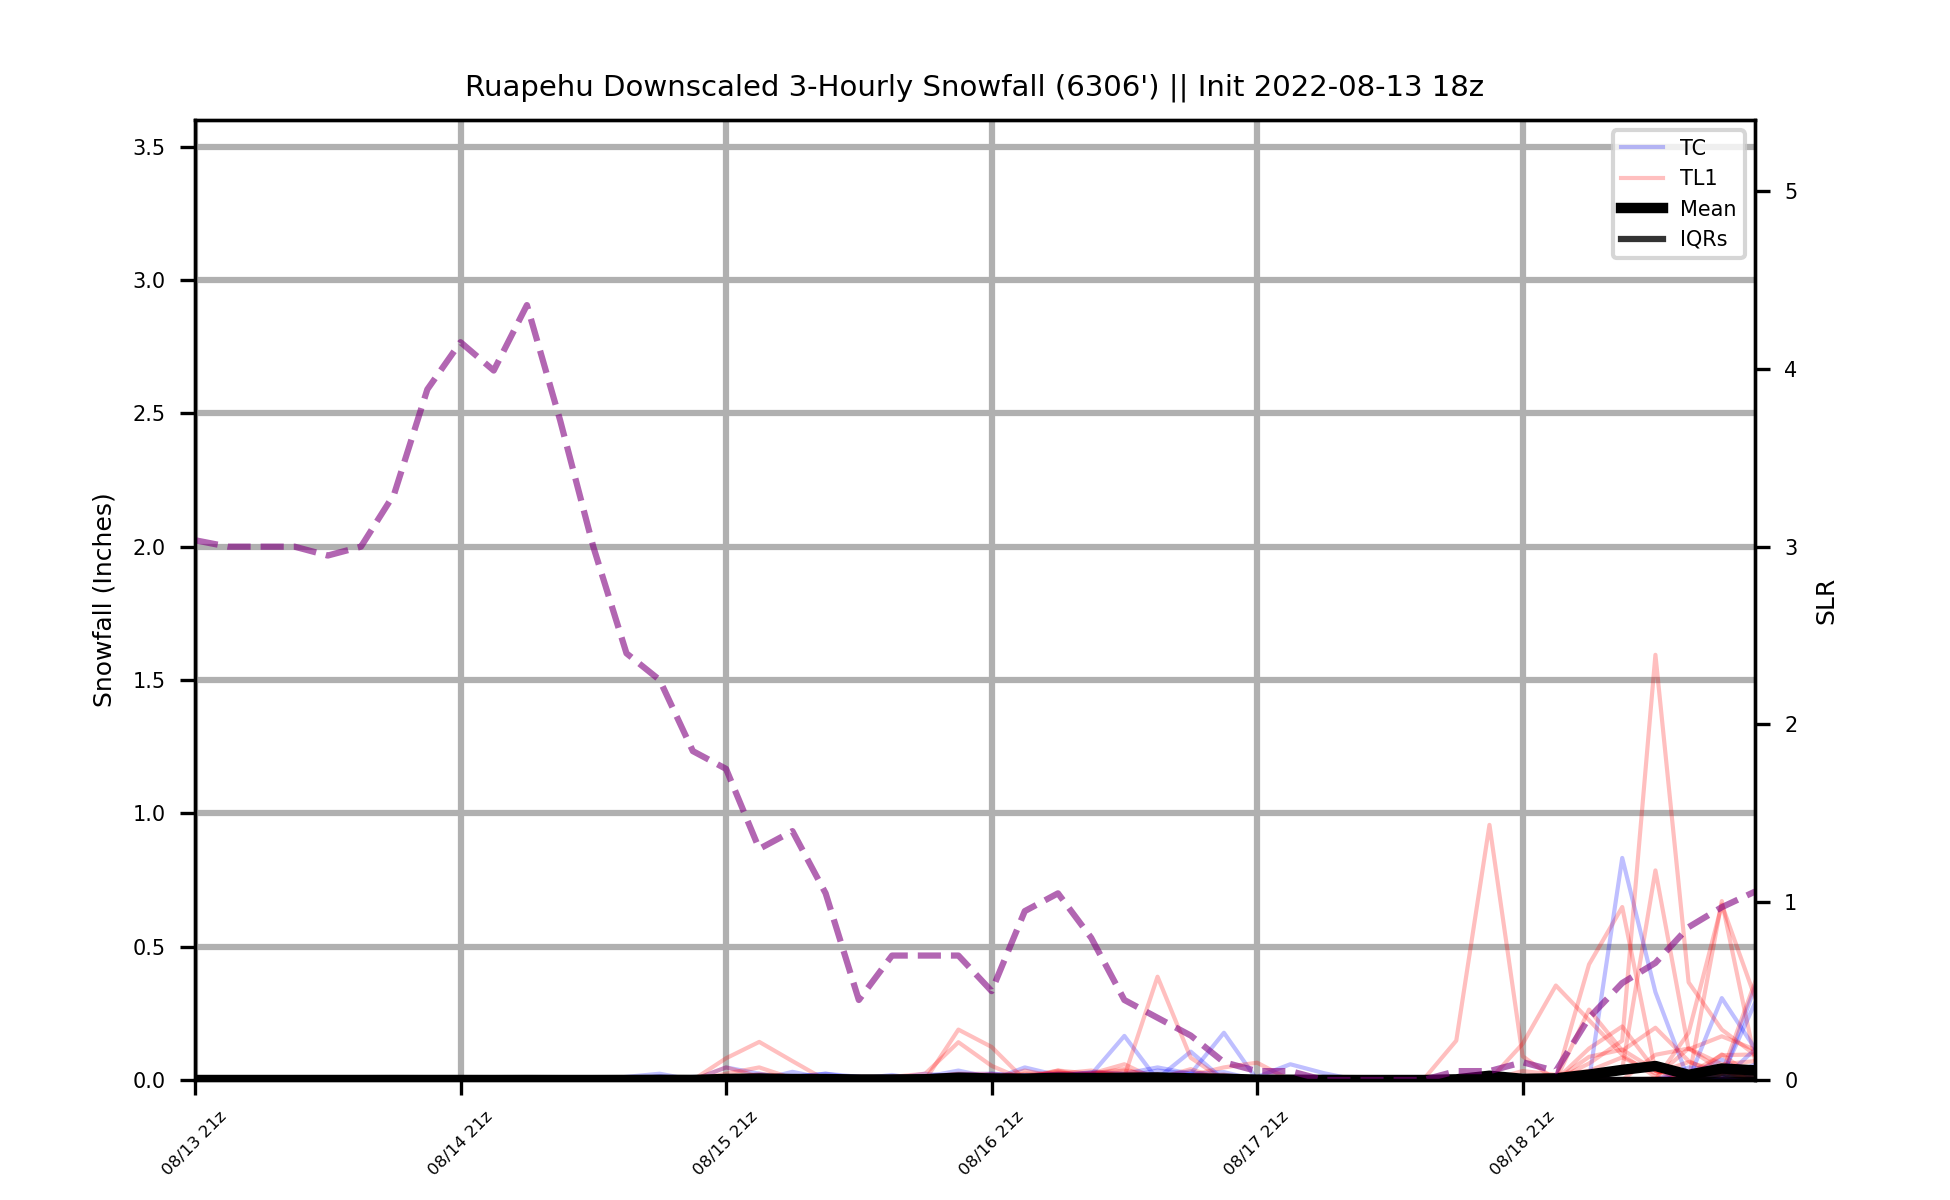 Ruapehu Downscaled 3-Hourly Snowfall (6306') || Init 2022-08-13 18z
TC
TL1
Mean
IQRs
Snowfall (Inches)
3.5
3.0
2.5
2.0
1.5
1.0
0.5
0.0
SLR
5
4
3
2
1
0
08/13 21z
08/14 21z
08/15 21z
08/16 21z
08/17 21z
08/18 21z